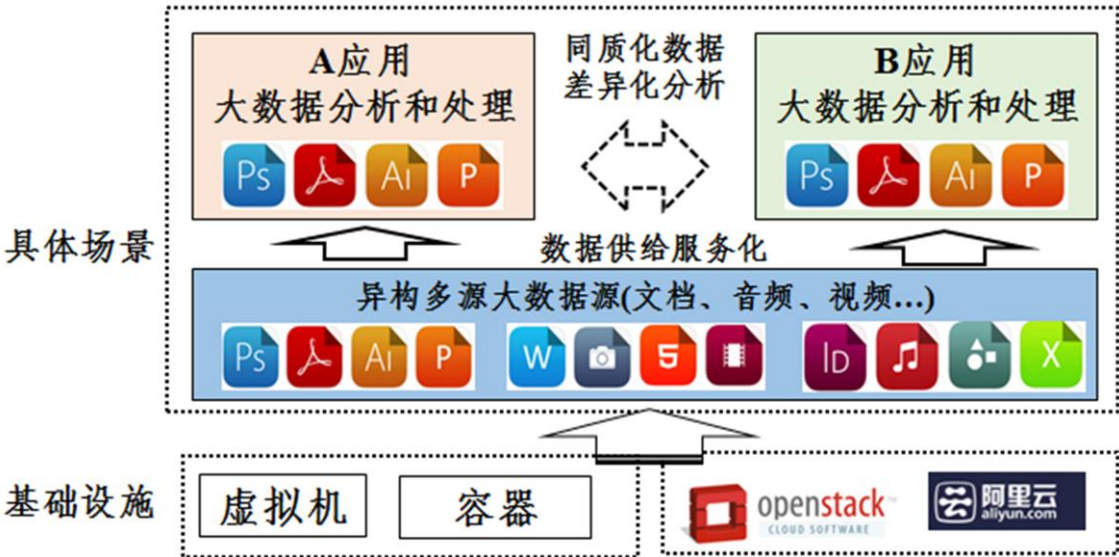 A应用
大数据分析和处理
Ps
Ai
P
同质化数据
差异化分析
B应用
大数据分析和处理
Ps
Ai
P
具体场景
数据供给服务化
异构多源大数据源(文档、音频、视频...)
Ps
Ai
P
W
5
ID
X
基础设施
虚拟机
容器
openstack
CLOUD SOFTWARE
阿里云
aliyun.com